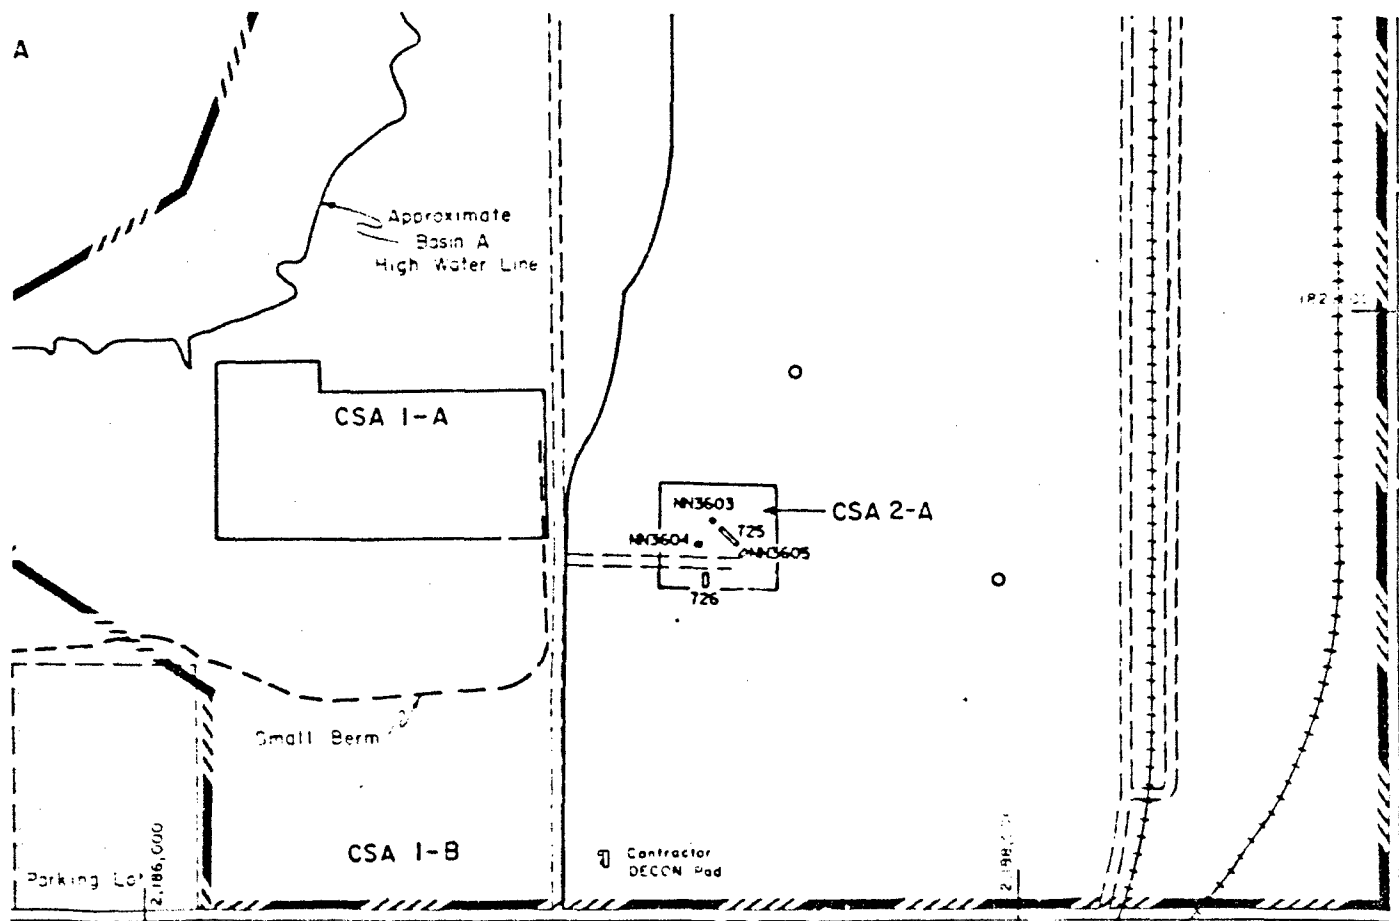 A
Approximate
Basin A
High Water Line
CSA 1-A
NN3603
CSA 2-A
725
NN3604
NN3605
726
Small Berm
CSA 1-B
Contractor
DECON Pad
Parking Lot
2,186,000